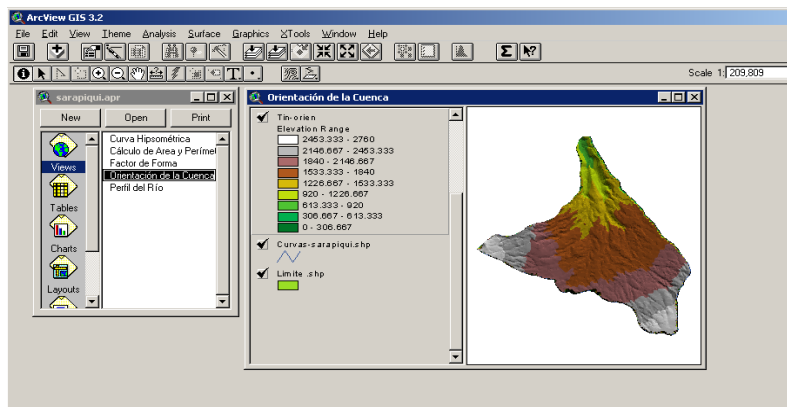 ArcView GIS 3.2
File Edit View Theme Analysis Surface Graphics XTools Window Help
Σ
T
Scale 1: 209,809
sarapiqui.apr
New Open Print
Views
Tables
Charts
Layouts
Curva Hipsométrica
Cálculo de Area y Perímet
Factor de Forma
Orientación de la Cuenca
Perfil del Río
Orientación de la Cuenca
Tin-orien
Elevation Range
2453.333 - 2760
2146.667 - 2453.333
1840 - 2146.667
1533.333 - 1840
1226.667 - 1533.333
920 - 1226.667
613.333 - 920
306.667 - 613.333
0 - 306.667
Curvas-sarapiqui.shp
Limite .shp